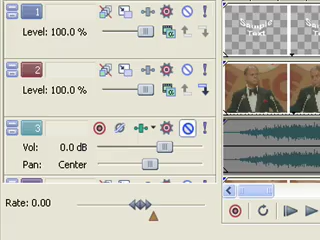 1
Level: 100.0 %
Sample
Text
2
Level: 100.0 %
3
Vol: 0.0 dB
Pan: Center
Rate: 0.00